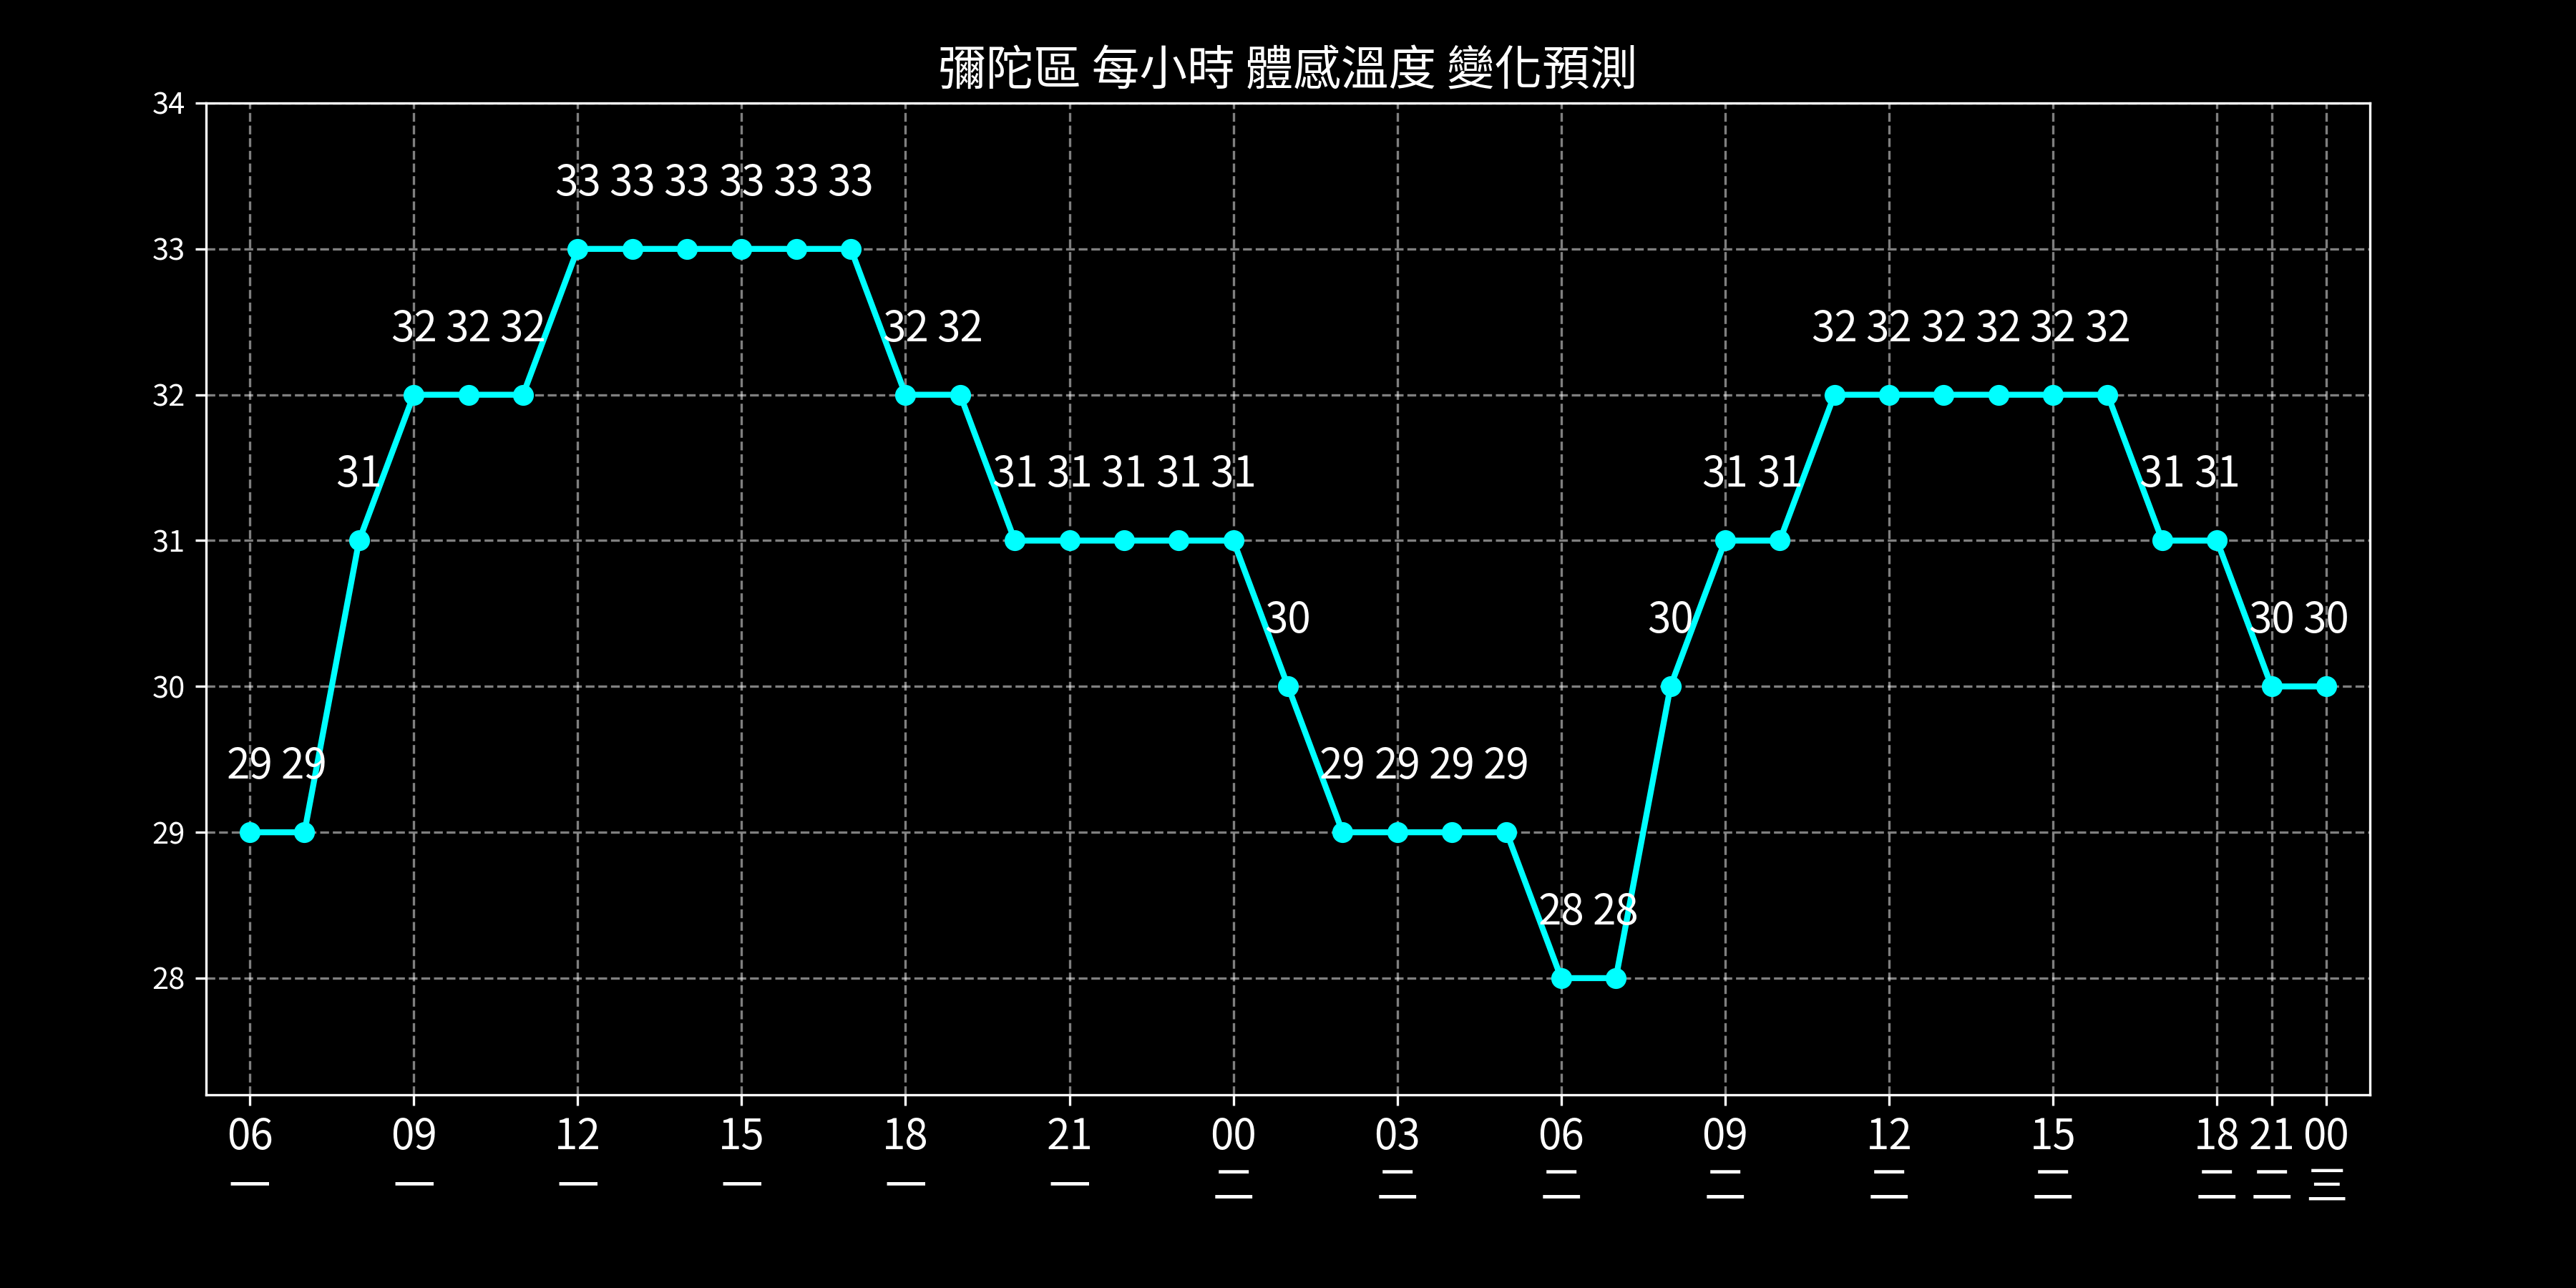 彌陀區 每小時 體感溫度 變化預測
34
33 33 33 33 33 33
33
32 32 32 32 32 32 32 32 32 32 32
32
31 31 31 31 31 31 31 31 31 31
31
30 30 30 30
30
29 29 29 29 29 29
29
28 28
28
06 09 12 15 18 21 00 03 06 09 12 15 18 21 00
一 一 一 一 一 一 二 二 二 二 二 二 二 二 三